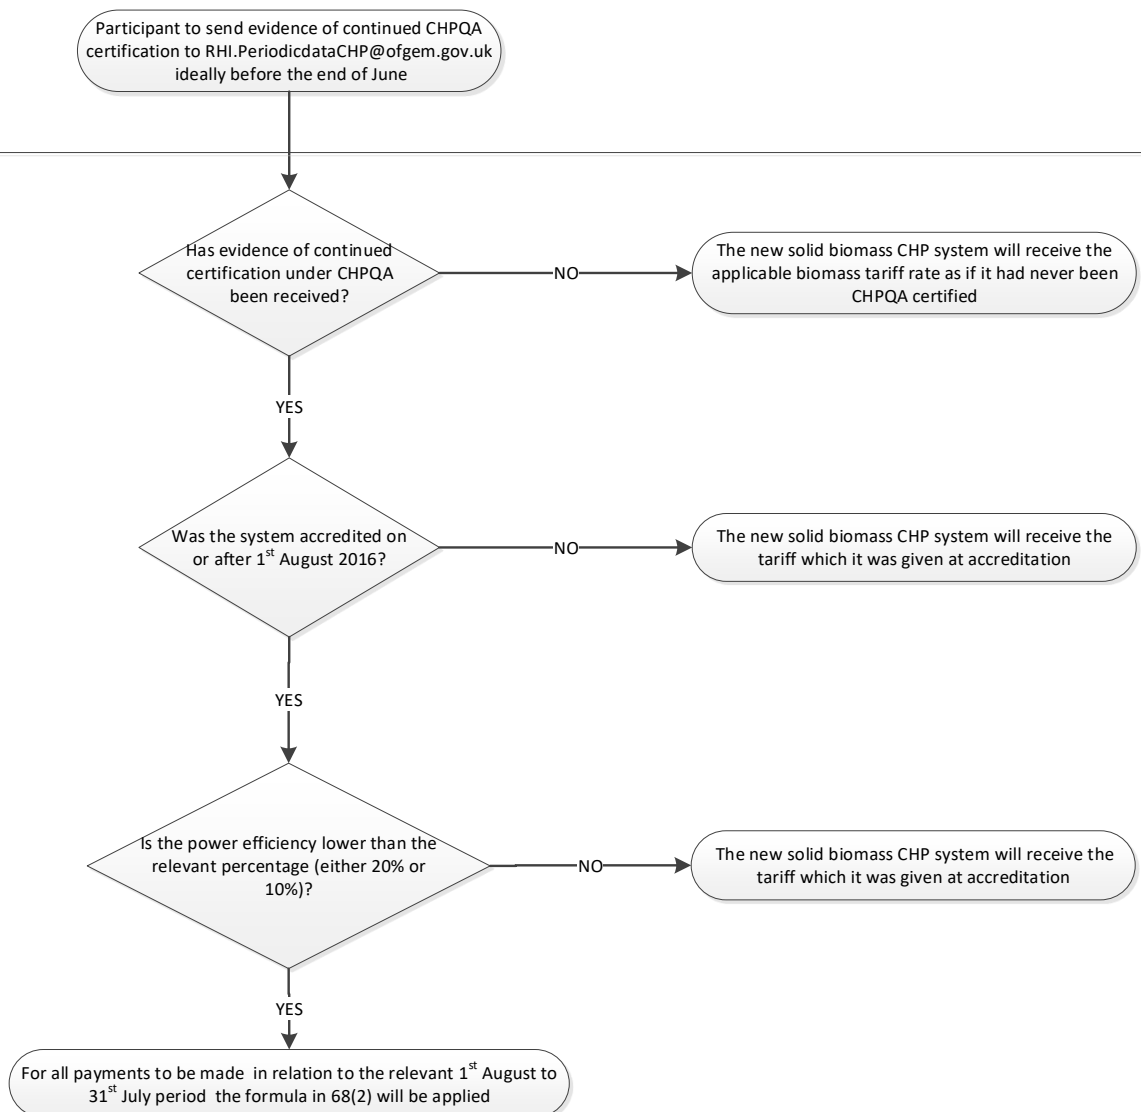 Participant to send evidence of continued CHPQA
certification to RHI.PeriodicdataCHP@ofgem.gov.uk
ideally before the end of June
Has evidence of continued
certification under CHPQA
been received?
NO
The new solid biomass CHP system will receive the
applicable biomass tariff rate as if it had never been
CHPQA certified
YES
Was the system accredited on
or after 1st August 2016?
NO
The new solid biomass CHP system will receive the
tariff which it was given at accreditation
YES
Is the power efficiency lower than the
relevant percentage (either 20% or
10%)?
NO
The new solid biomass CHP system will receive the
tariff which it was given at accreditation
YES
For all payments to be made in relation to the relevant 1st August to
31st July period the formula in 68(2) will be applied